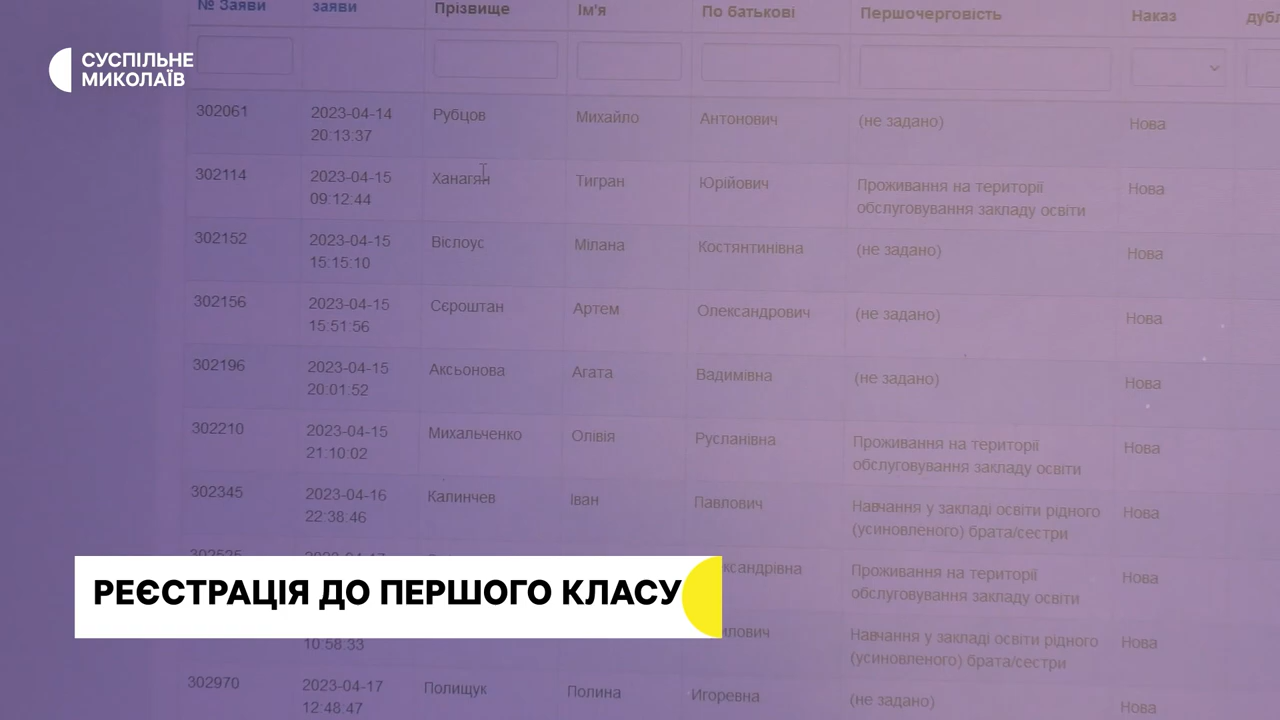 № Заяви заяви Прізвище Ім'я По батькові Першочерговість Наказ
СУСПІЛЬНЕ
МИКОЛАЇВ
302061 2023-04-14 Рубцов Михайло Антонович (не задано) Нова
20:13:37
302114 2023-04-15 Ханагян Тигран Юрійович Проживання на території Нова
09:12:44 обслуговування закладу освіти
302152 2023-04-15 Віслоус Мілана Костянтинівна (не задано) Нова
15:15:10
302156 2023-04-15 Сєроштан Артем Олександрович (не задано) Нова
15:51:56
302196 2023-04-15 Аксьонова Агата Вадимівна (не задано) Нова
20:01:52
302210 2023-04-15 Михальченко Олівія Русланівна Проживання на території Нова
21:10:02 обслуговування закладу освіти
302345 2023-04-16 Калинчев Іван Павлович Навчання у закладі освіти рідного Нова
22:38:46 (усиновленого) брата/сестри
Проживання на території Нова
обслуговування закладу освіти
РЕЄСТРАЦІЯ ДО ПЕРШОГО КЛАСУ
Навчання у закладі освіти рідного Нова
10:58:33 (усиновленого) брата/сестри
302970 2023-04-17 Полищук Полина Игоревна (не задано) Нова
12:48:47